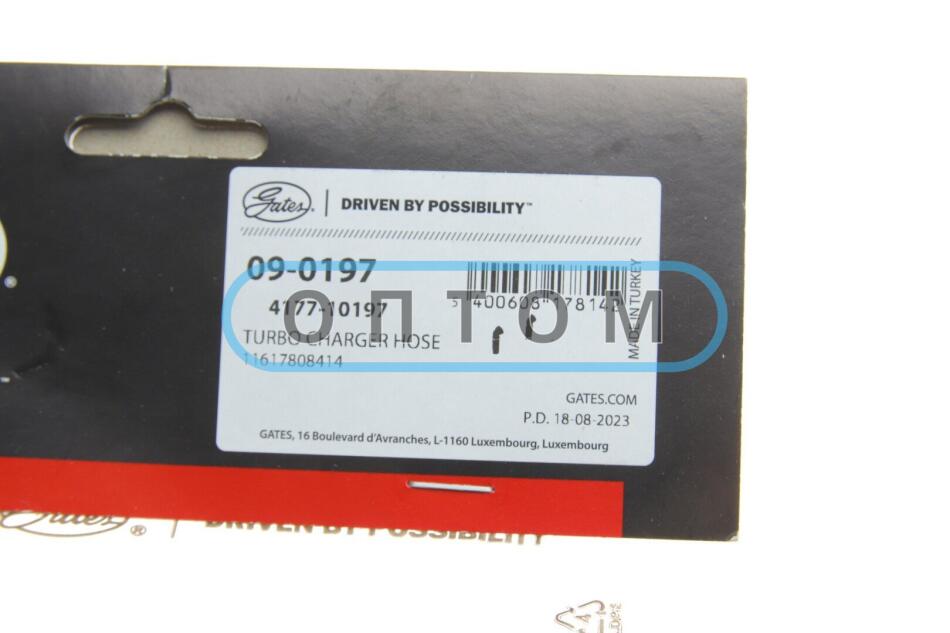 Gates® | DRIVEN BY POSSIBILITY™
09-0197
4177-10197
TURBO CHARGER HOSE
11617808414
MADE IN TURKEY
ОПТОМ
GATES.COM
P.D. 18-08-2023
GATES, 16 Boulevard d'Avranches, L-1160 Luxembourg, Luxembourg
Gates® | DRIVEN BY POSSIBILITY